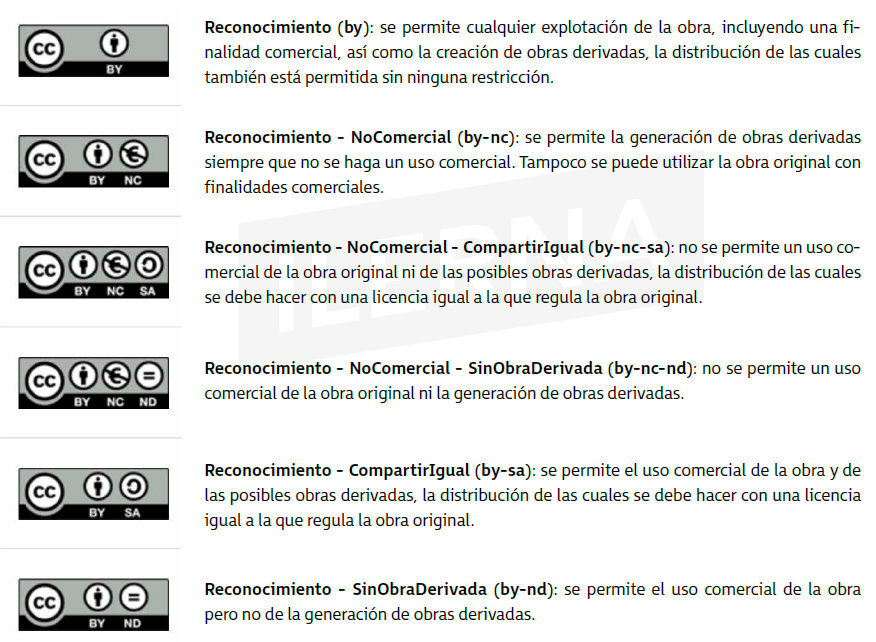 cc
BY
Reconocimiento (by): se permite cualquier explotación de la obra, incluyendo una fi-
nalidad comercial, así como la creación de obras derivadas, la distribución de las cuales
también está permitida sin ninguna restricción.
cc
BY NC
Reconocimiento - NoComercial (by-nc): se permite la generación de obras derivadas
siempre que no se haga un uso comercial. Tampoco se puede utilizar la obra original con
finalidades comerciales.
ILERNA
cc
BY NC SA
Reconocimiento - NoComercial - CompartirIgual (by-nc-sa): no se permite un uso co-
mercial de la obra original ni de las posibles obras derivadas, la distribución de las cuales
se debe hacer con una licencia igual a la que regula la obra original.
cc
BY NC ND
Reconocimiento - NoComercial - SinObraDerivada (by-nc-nd): no se permite un uso
comercial de la obra original ni la generación de obras derivadas.
cc
BY SA
Reconocimiento - CompartirIgual (by-sa): se permite el uso comercial de la obra y de
las posibles obras derivadas, la distribución de las cuales se debe hacer con una licencia
igual a la que regula la obra original.
cc
BY ND
Reconocimiento - SinObraDerivada (by-nd): se permite el uso comercial de la obra
pero no de la generación de obras derivadas.